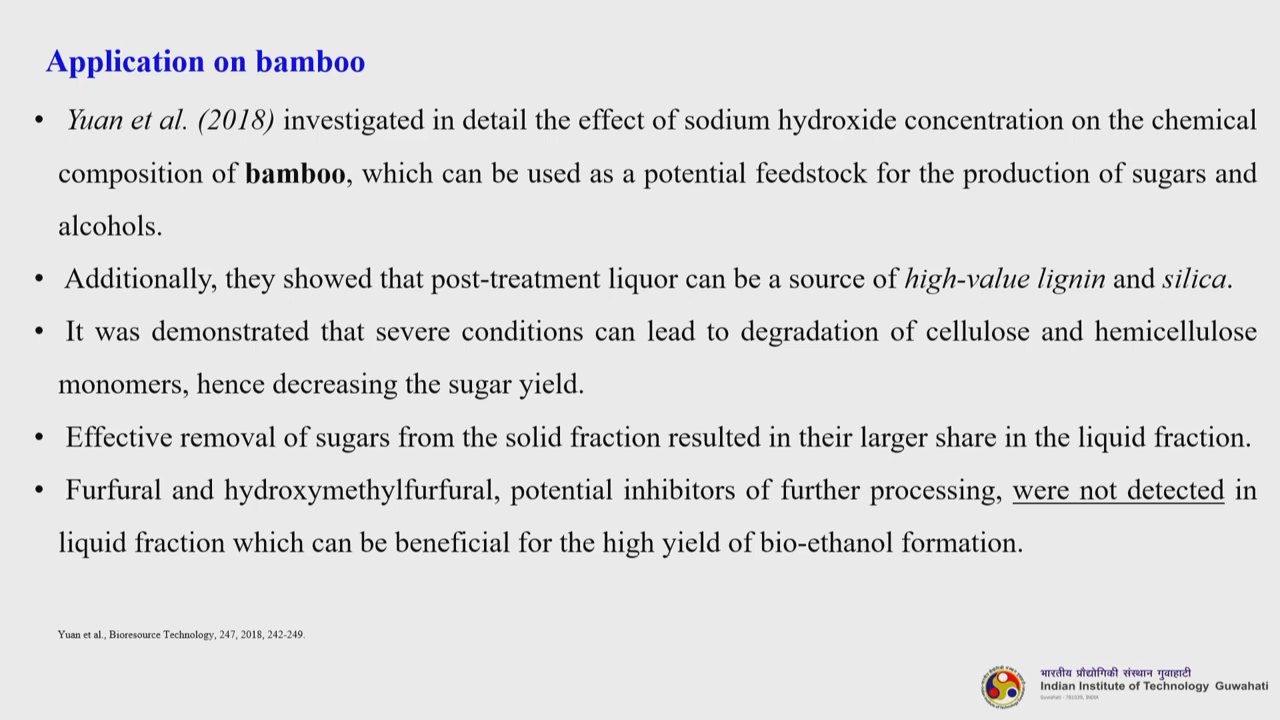 Application on bamboo
• Yuan et al. (2018) investigated in detail the effect of sodium hydroxide concentration on the chemical
composition of bamboo, which can be used as a potential feedstock for the production of sugars and
alcohols.
• Additionally, they showed that post-treatment liquor can be a source of high-value lignin and silica.
• It was demonstrated that severe conditions can lead to degradation of cellulose and hemicellulose
monomers, hence decreasing the sugar yield.
• Effective removal of sugars from the solid fraction resulted in their larger share in the liquid fraction.
• Furfural and hydroxymethylfurfural, potential inhibitors of further processing, were not detected in
liquid fraction which can be beneficial for the high yield of bio-ethanol formation.
Yuan et al., Bioresource Technology, 247, 2018, 242-249.
भारतीय प्रौद्योगिकी संस्थान गुवाहाटी
Indian Institute of Technology Guwahati
Guwahati - 781039, INDIA